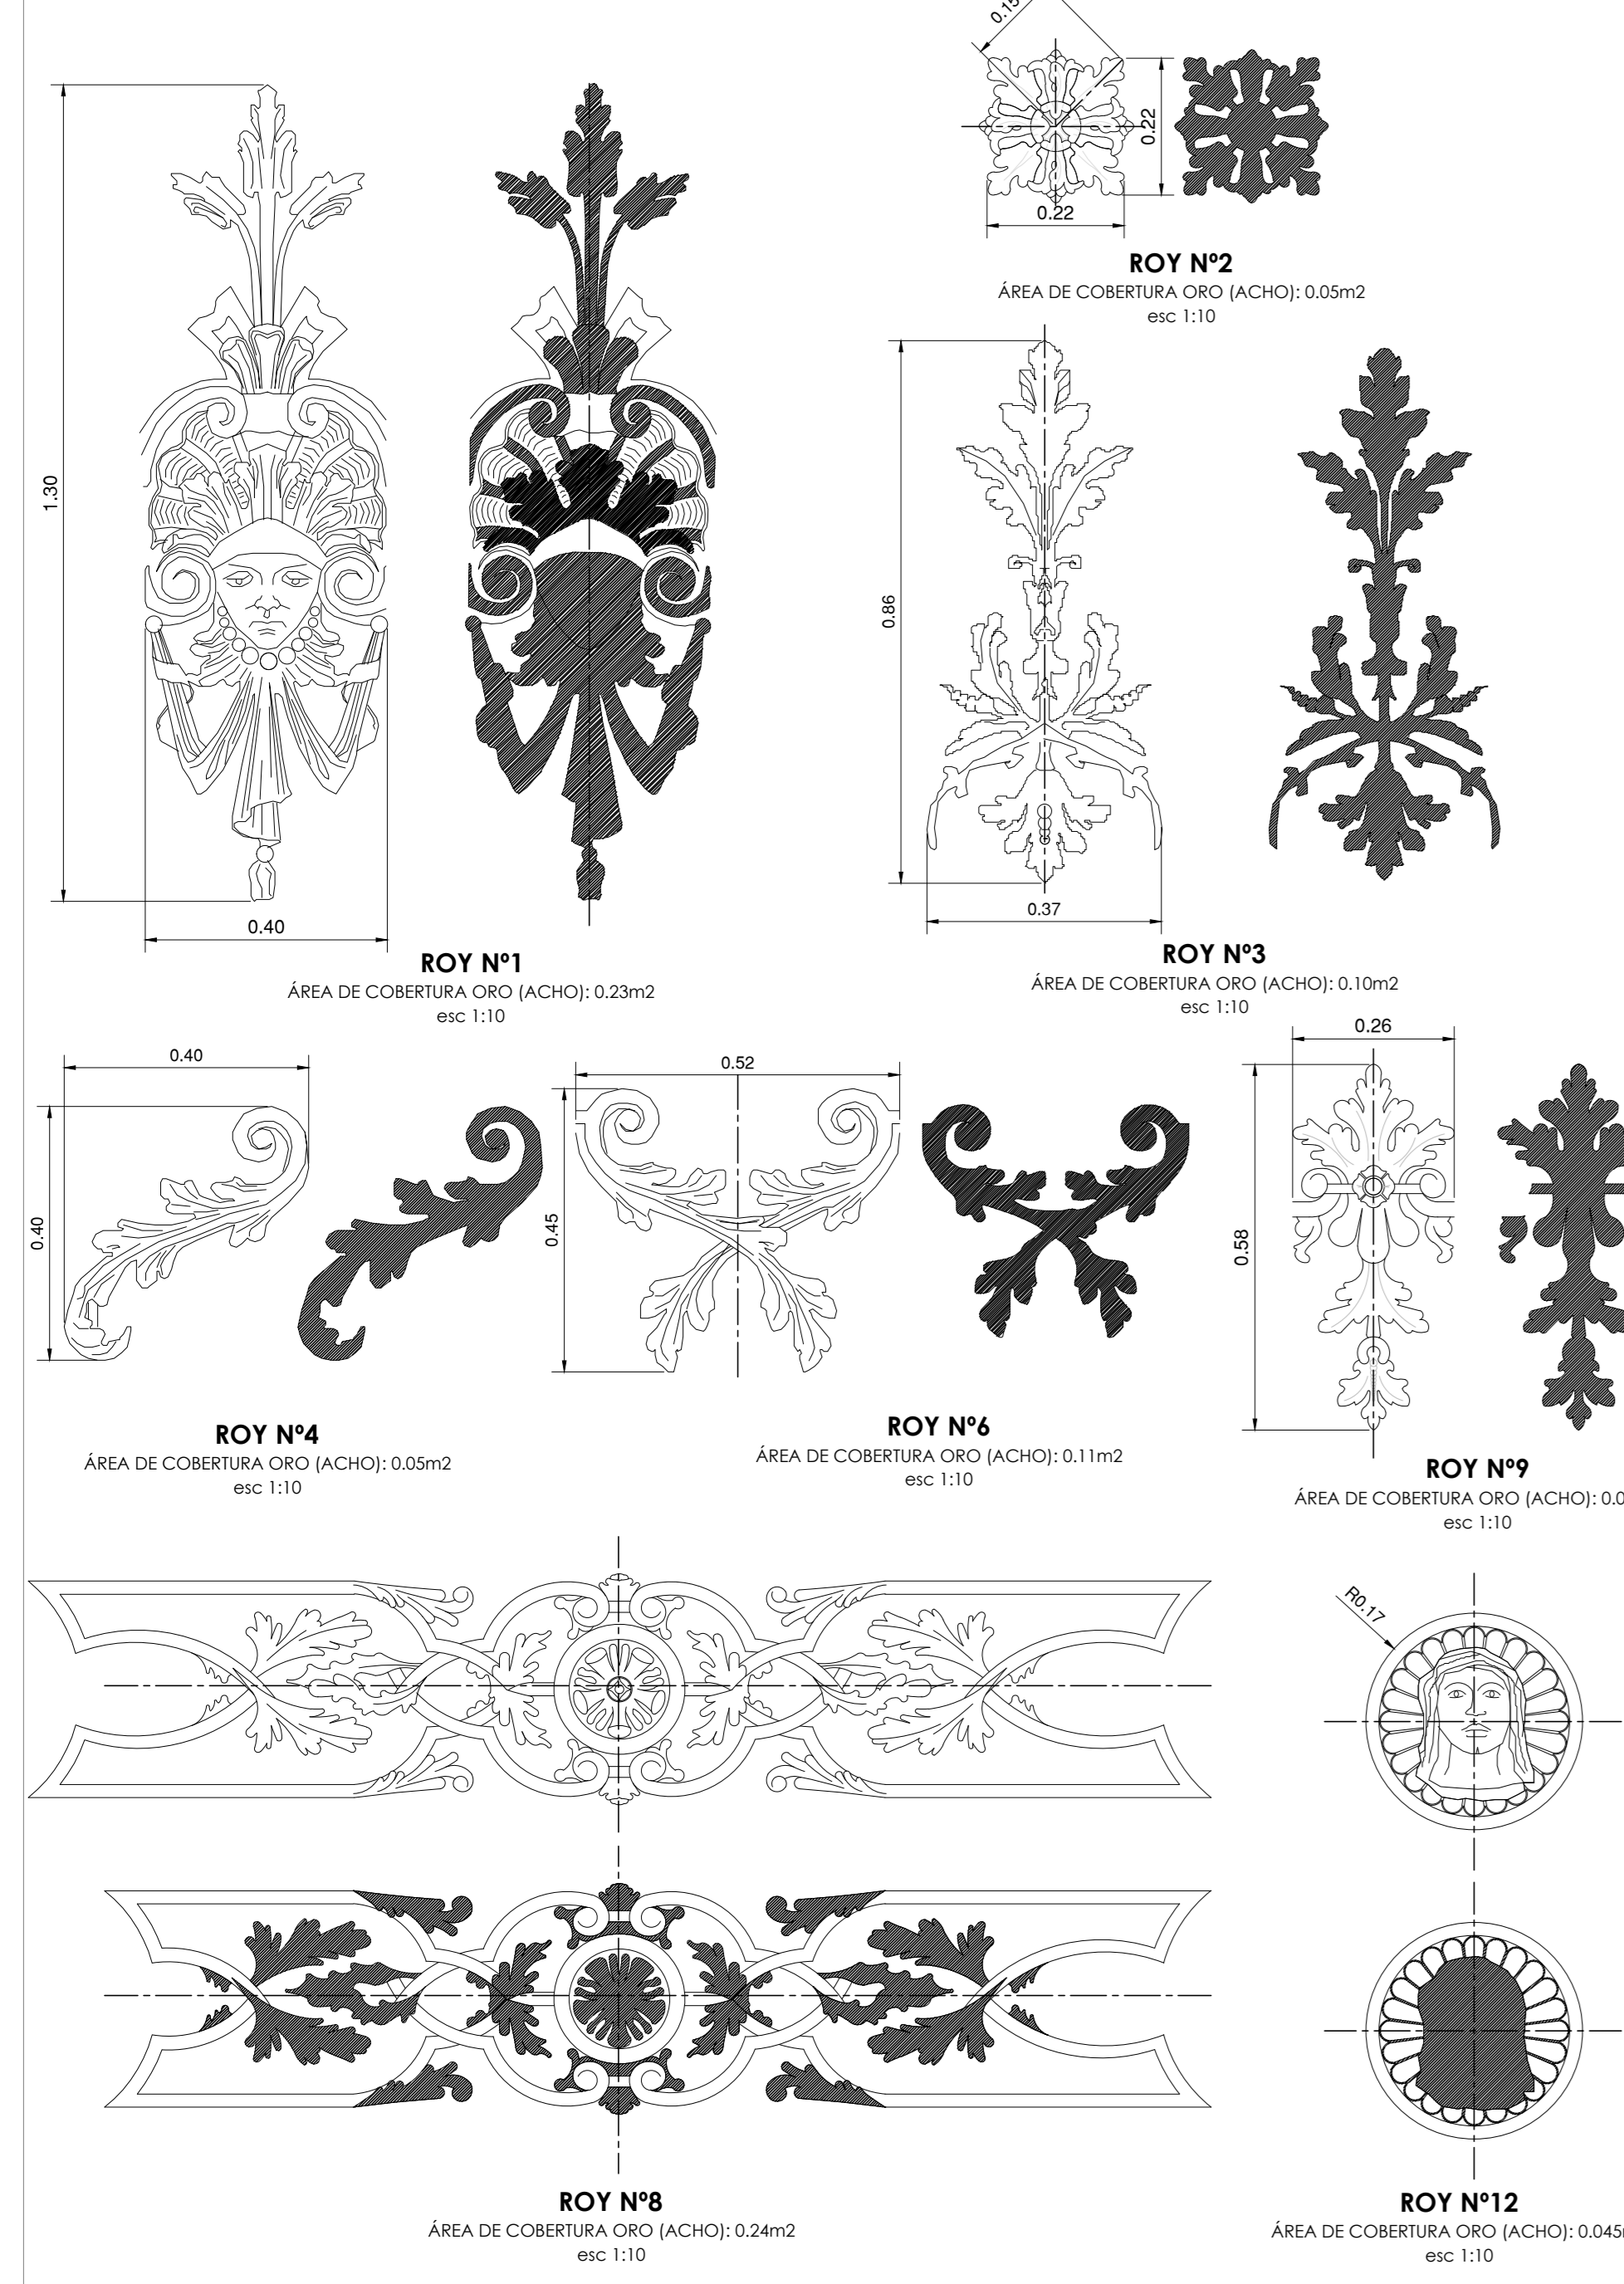 0.22
0.22
ROY Nº2
ÁREA DE COBERTURA ORO (ACHO): 0.05m2
esc 1:10
1.30
0.40
ROY Nº1
ÁREA DE COBERTURA ORO (ACHO): 0.23m2
esc 1:10
0.86
0.37
ROY Nº3
ÁREA DE COBERTURA ORO (ACHO): 0.10m2
esc 1:10
0.40
0.40
ROY Nº4
ÁREA DE COBERTURA ORO (ACHO): 0.05m2
esc 1:10
0.52
0.45
ROY Nº6
ÁREA DE COBERTURA ORO (ACHO): 0.11m2
esc 1:10
0.26
0.58
ROY Nº9
ÁREA DE COBERTURA ORO (ACHO):
esc 1:10
ROY Nº8
ÁREA DE COBERTURA ORO (ACHO): 0.24m2
esc 1:10
R0.17
ROY Nº12
ÁREA DE COBERTURA ORO (ACHO): 0.045
esc 1:10